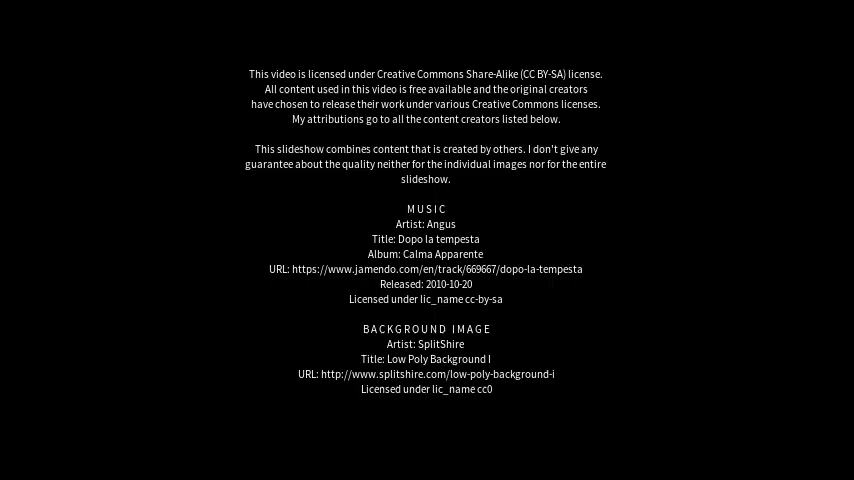 This video is licensed under Creative Commons Share-Alike (CC BY-SA) license.
All content used in this video is free available and the original creators
have chosen to release their work under various Creative Commons licenses.
My attributions go to all the content creators listed below.
This slideshow combines content that is created by others. I don't give any
guarantee about the quality neither for the individual images nor for the entire
slideshow.
MUSIC
Artist: Angus
Title: Dopo la tempesta
Album: Calma Apparente
URL: https://www.jamendo.com/en/track/669667/dopo-la-tempesta
Released: 2010-10-20
Licensed under lic_name cc-by-sa
BACKGROUND IMAGE
Artist: SplitShire
Title: Low Poly Background I
URL: http://www.splitshire.com/low-poly-background-i
Licensed under lic_name cc0